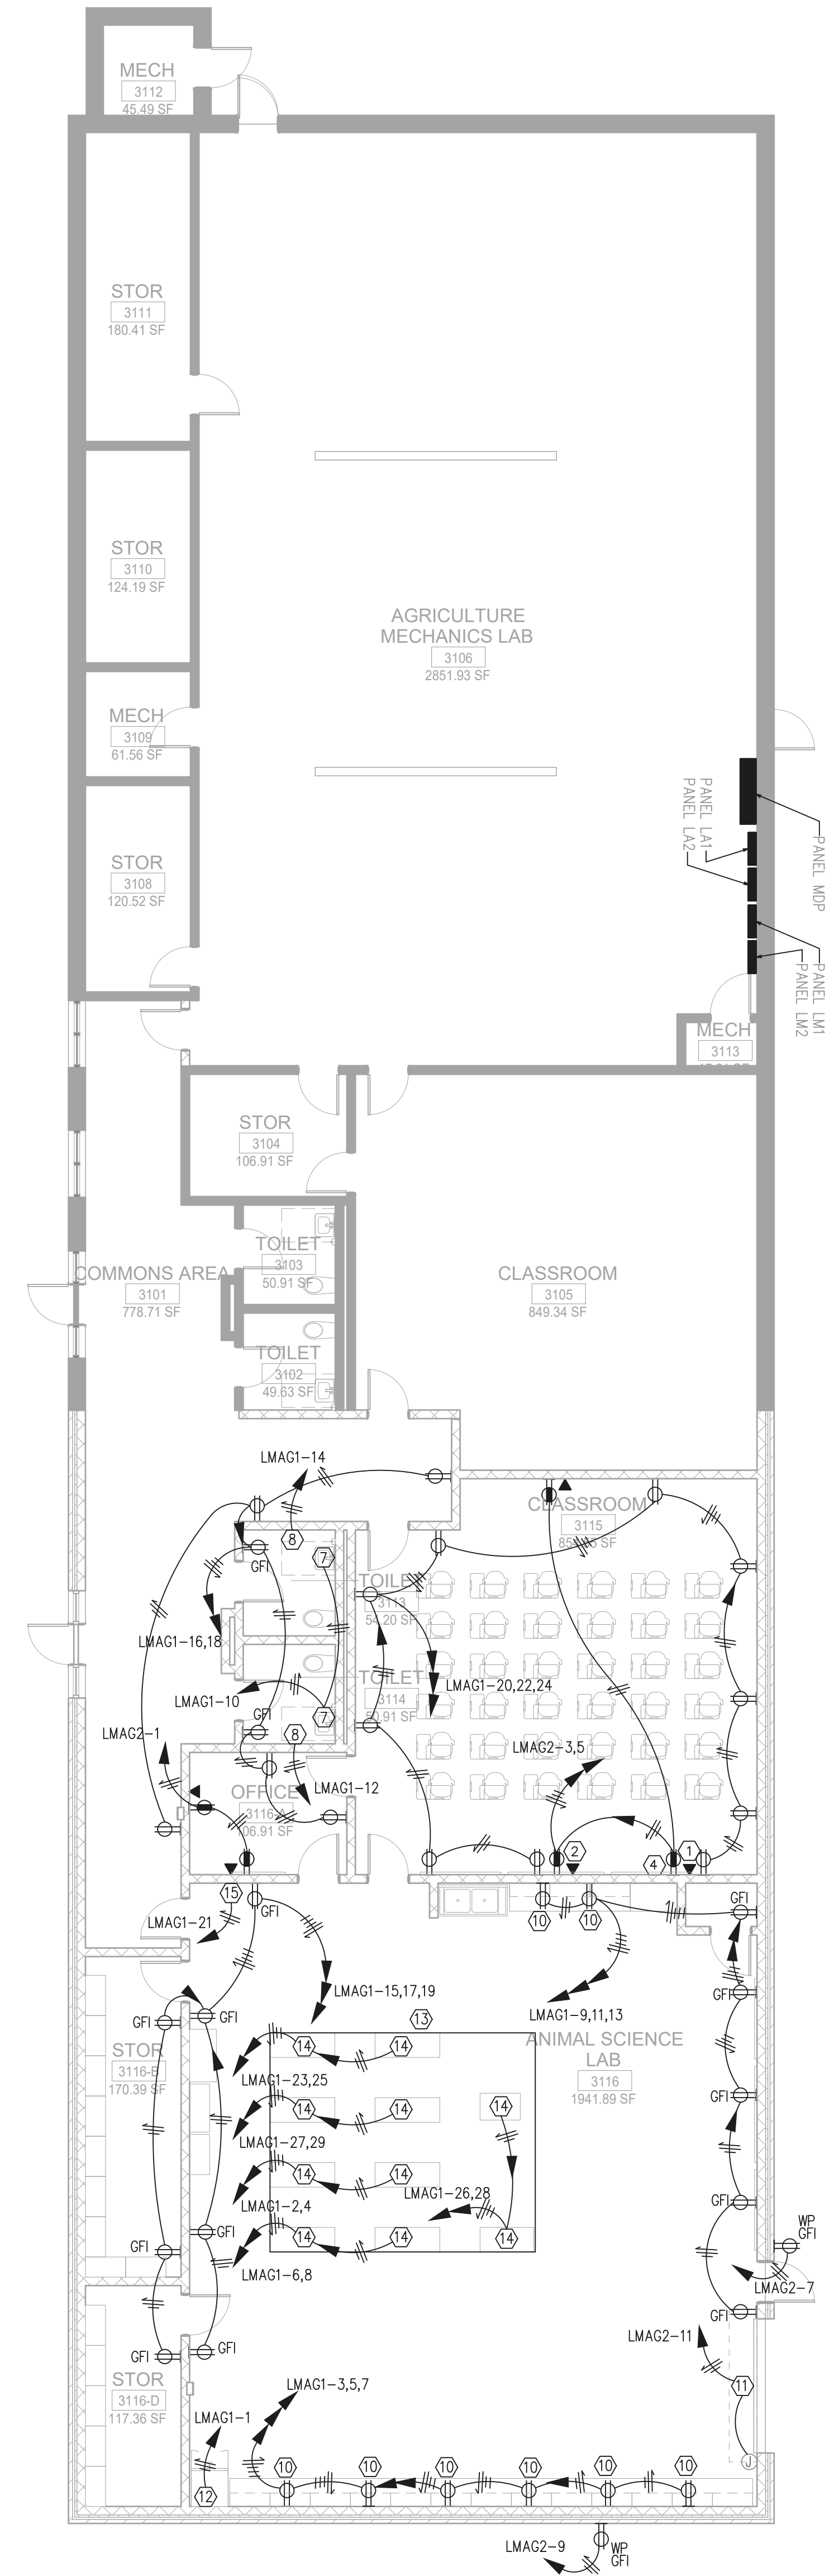 MECH
3112
45.49 SF
STOR
3111
180.41 SF
STOR
3110
124.19 SF
AGRICULTURE
MECHANICS LAB
3106
2851.93 SF
MECH
3109
61.56 SF
PANEL MDP
PANEL LA1
PANEL LA2
STOR
3108
120.52 SF
PANEL LM1
PANEL LM2
MECH
3113
STOR
3104
106.91 SF
TOILET
3103
50.91 SF
COMMONS AREA
3101
778.71 SF
CLASSROOM
3105
849.34 SF
TOILET
3102
49.63 SF
LMAG1-14
CLASSROOM
3115
8
GFI
7
TOILET
3113
54.20 SF
LMAG1-16,18
LMAG1-10
TOILET
3114
50.91 SF
LMAG1-20,22,24
7
GFI
8
LMAG2-1
LMAG2-3,5
LMAG1-12
OFFICE
3116-A
106.91 SF
2
1
4
15
GFI
10
10
GFI
LMAG1-21
LMAG1-15,17,19
LMAG1-9,11,13
GFI
GFI
GFI
13
STOR
3116-B
170.39 SF
ANIMAL SCIENCE
LAB
3116
1941.89 SF
14
14
LMAG1-23,25
14
14
14
LMAG1-27,29
14
14
LMAG1-26,28
LMAG1-2,4
14
14
14
LMAG1-6,8
GFI
GFI
GFI
WP
GFI
LMAG2-7
GFI
GFI
GFI
LMAG2-11
STOR
3116-D
117.36 SF
11
LMAG1-3,5,7
LMAG1-1
J
12
10
10
10
10
10
10
LMAG2-9
WP
GFI